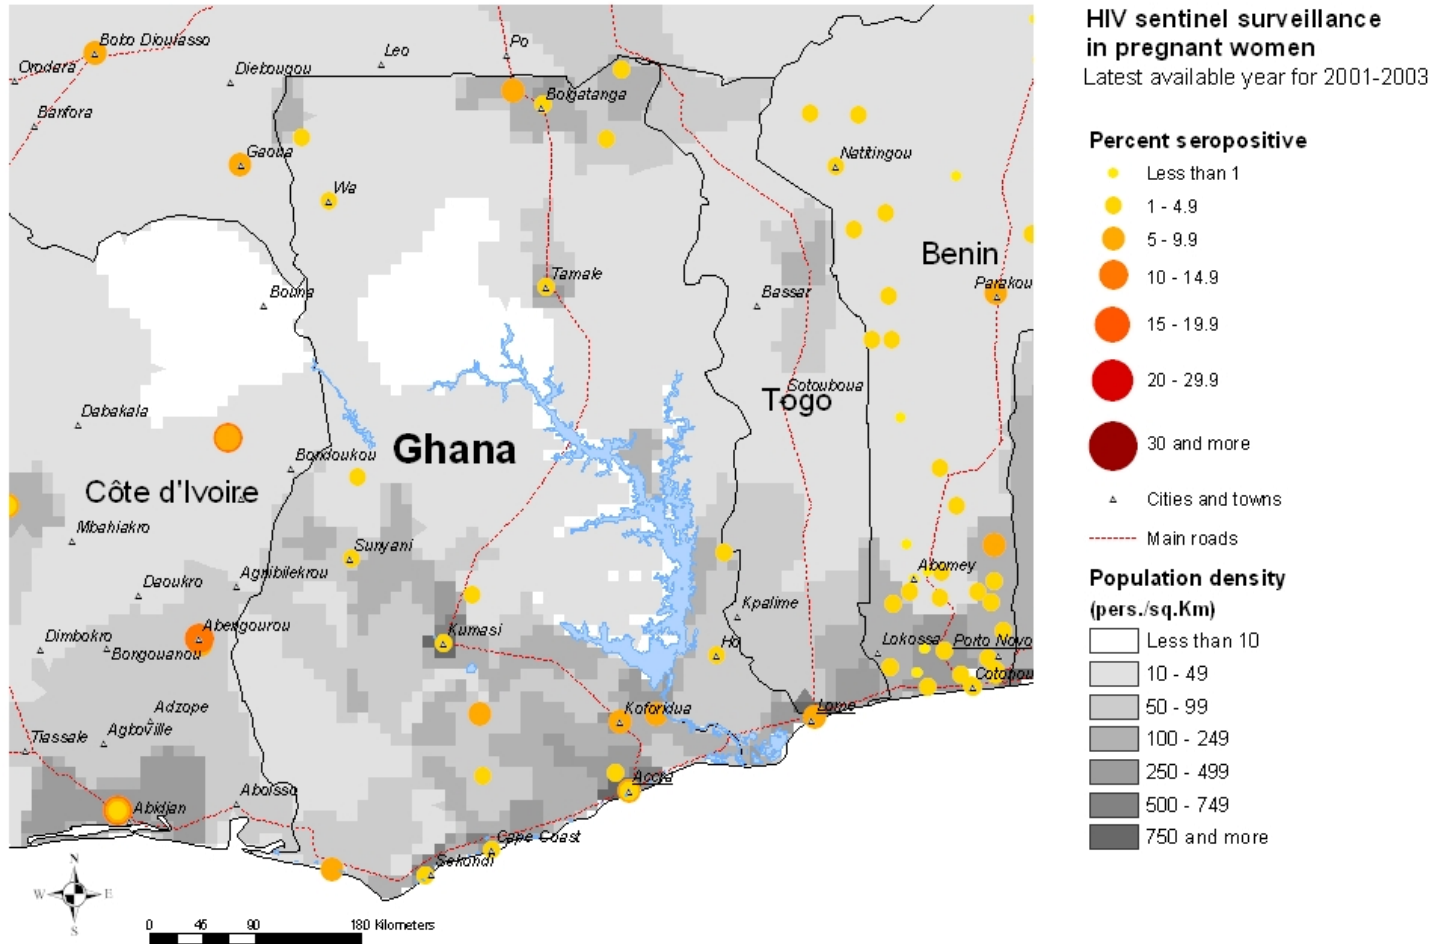 HIV sentinel surveillance
in pregnant women
Latest available year for 2001-2003
Percent seropositive
Less than 1
1 - 4.9
5 - 9.9
10 - 14.9
15 - 19.9
20 - 29.9
30 and more
Cities and towns
Main roads
Population density
(pers./sq.Km)
Less than 10
10 - 49
50 - 99
100 - 249
250 - 499
500 - 749
750 and more
Bobo Dioulasso
Leo
Po
Orodara
Diebougou
Bolgatanga
Banfora
Gaoua
Natitingou
Wa
Benin
Tamale
Bouna
Bassar
Parakou
Sotouboua
Togo
Dabakala
Ghana
Bondoukou
Côte d'Ivoire
Mbahiakro
Sunyani
Agnibilekrou
Abomey
Daoukro
Kpalime
Abengourou
Kumasi
Dimbokro
Bongouanou
Ho
Lokossa
Porto Novo
Cotonou
Adzope
Koforidua
Lome
Tiassale
Agboville
Accra
Abidjan
Aboisso
Cape Coast
Sekondi
N
W
E
S
0 45 90 180 Kilometers